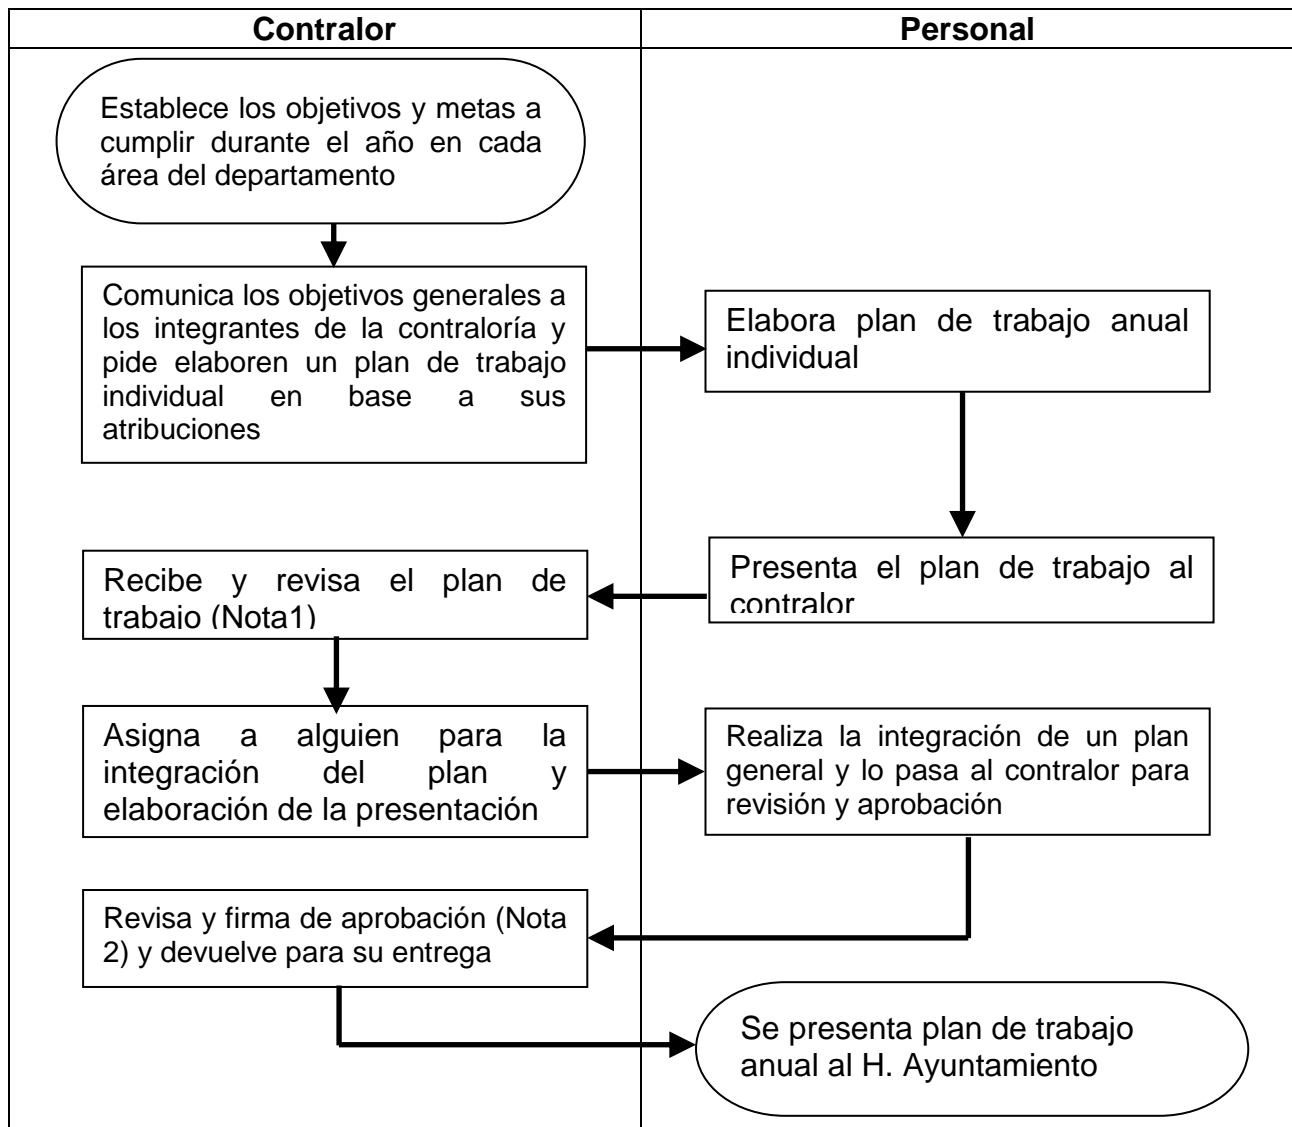 Contralor
Personal
Establece los objetivos y metas a
cumplir durante el año en cada
área del departamento
Comunica los objetivos generales a
los integrantes de la contraloría y
pide elaboren un plan de trabajo
individual en base a sus
atribuciones
Elabora plan de trabajo anual
individual
Presenta el plan de trabajo al
contralor
Recibe y revisa el plan de
trabajo (Nota1)
Asigna a alguien para la
integración del plan y
elaboración de la presentación
Realiza la integración de un plan
general y lo pasa al contralor para
revisión y aprobación
Revisa y firma de aprobación (Nota
2) y devuelve para su entrega
Se presenta plan de trabajo
anual al H. Ayuntamiento